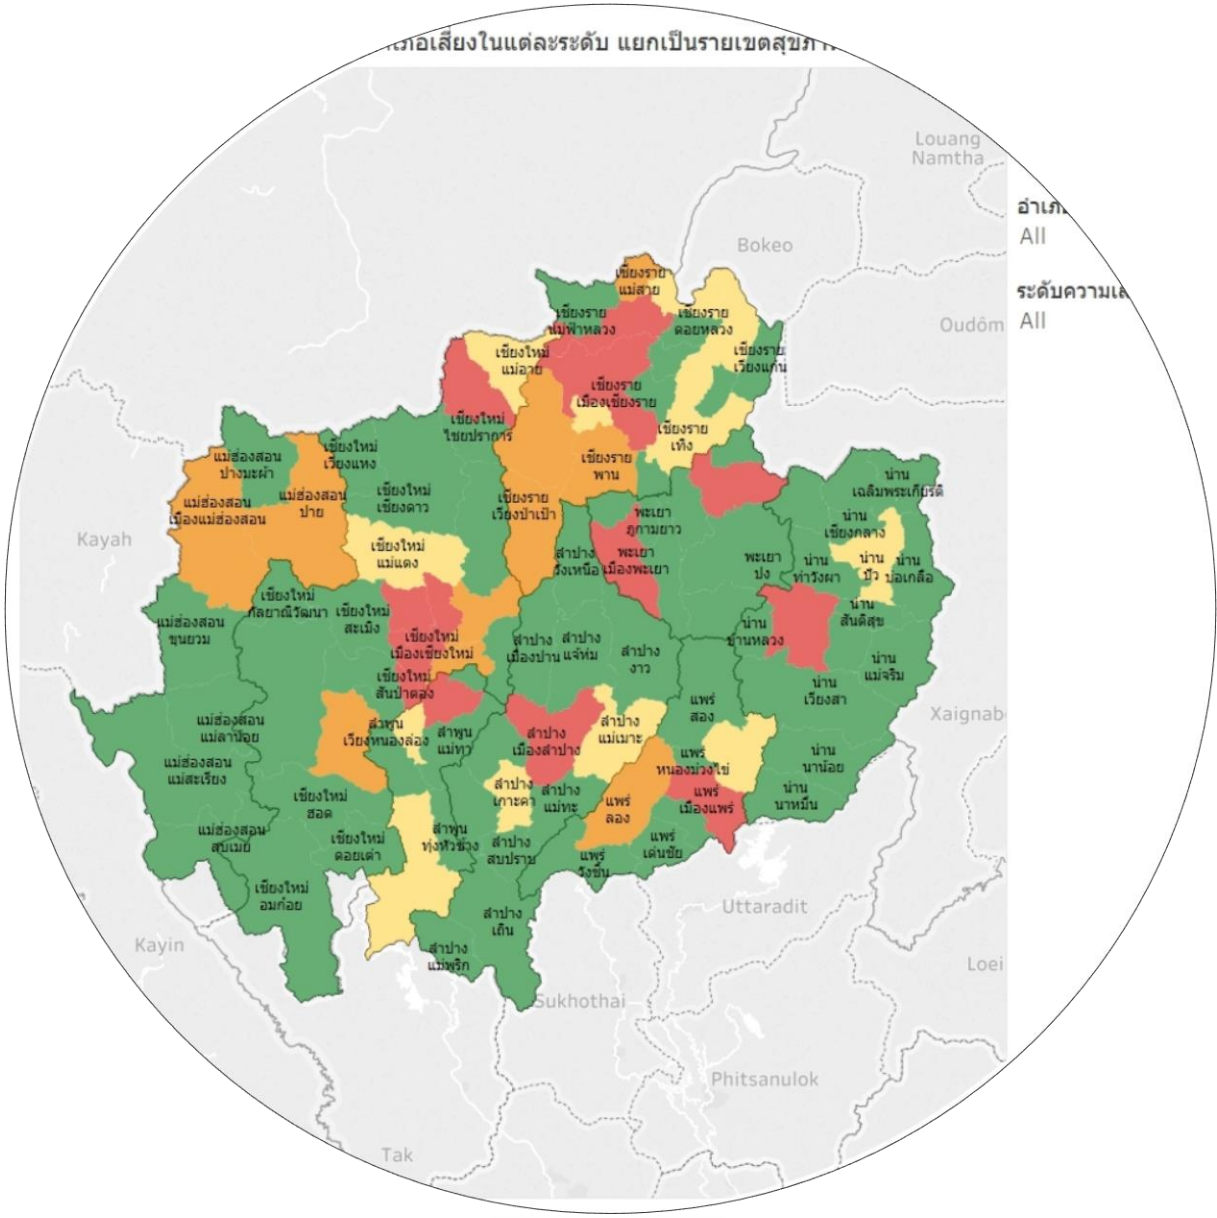 เสี่ยงในแต่ละระดับ แยกเป็นรายเขตสุขภา
Louang
Namtha
Bokeo
All
Oudôm
All
เชียงราย
แม่สาย
เชียงราย
แม่ฟ้าหลวง
เชียงราย
ดอยหลวง
เชียงราย
เวียงแก่น
เชียงใหม่
แม่อาย
เชียงราย
เมืองเชียงราย
เชียงใหม่
ไชยปราการ
เชียงราย
เทิง
แม่ฮ่องสอน
ปางมะผ้า
เชียงใหม่
เวียงแหง
เชียงราย
พาน
น่าน
เฉลิมพระเกียรติ
แม่ฮ่องสอน
เมืองแม่ฮ่องสอน
แม่ฮ่องสอน
ปาย
เชียงใหม่
เชียงดาว
เชียงราย
เวียงป่าเป้า
พะเยา
ภูกามยาว
น่าน
เชียงกลาง
Kayah
เชียงใหม่
แม่แตง
ลำปาง
วังเหนือ
พะเยา
เมืองพะเยา
พะเยา
ปง
น่าน
ท่าวังผา
น่าน
ปัว
น่าน
บ่อเกลือ
เชียงใหม่
กัลยาณิวัฒนา
แม่ฮ่องสอน
ขุนยวม
เชียงใหม่
สะเมิง
เชียงใหม่
เมืองเชียงใหม่
ลำปาง
เมืองปาน
ลำปาง
แจ้ห่ม
ลำปาง
งาว
น่าน
บ้านหลวง
น่าน
สันติสุข
น่าน
แม่จริม
เชียงใหม่
สันป่าตอง
น่าน
เวียงสา
แม่ฮ่องสอน
แม่ลาน้อย
ลำพูน
เวียงหนองล่อง
ลำพูน
แม่ทา
ลำปาง
เมืองลำปาง
ลำปาง
แม่เมาะ
แพร่
สอง
Xaignab
แม่ฮ่องสอน
แม่สะเรียง
แพร่
หนองม่วงไข่
น่าน
นาน้อย
เชียงใหม่
ฮอด
ลำปาง
เกาะคา
ลำปาง
แม่ทะ
แพร่
ลอง
แพร่
เมืองแพร่
น่าน
นาหมื่น
แม่ฮ่องสอน
สบเมย
เชียงใหม่
ดอยเต่า
ลำพูน
ทุ่งหัวช้าง
ลำปาง
สบปราบ
แพร่
วังชิ้น
แพร่
เด่นชัย
เชียงใหม่
อมก๋อย
ลำปาง
เถิน
Uttaradit
Kayin
ลำปาง
แม่พริก
Loei
Sukhothai
Phitsanulok
Tak